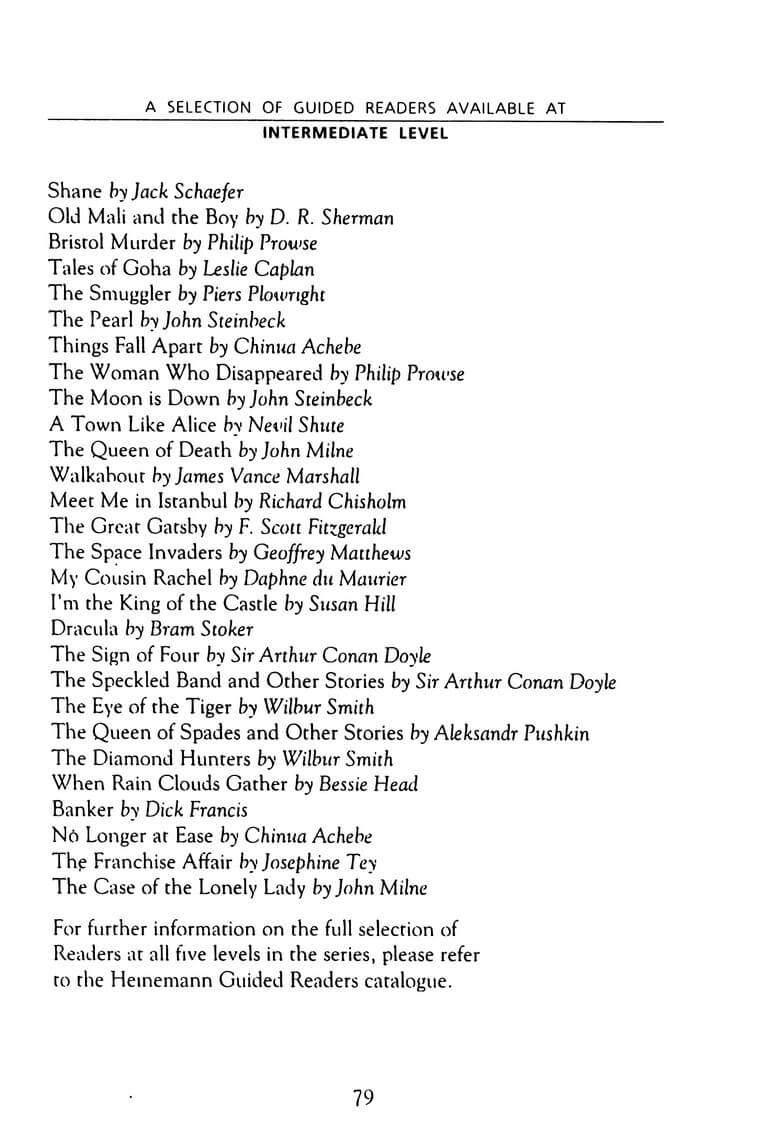 A SELECTION OF GUIDED READERS AVAILABLE AT
INTERMEDIATE LEVEL
Shane by Jack Schaefer
Old Mali and the Boy by D. R. Sherman
Bristol Murder by Philip Prowse
Tales of Goha by Leslie Caplan
The Smuggler by Piers Plowright
The Pearl by John Steinbeck
Things Fall Apart by Chinua Achebe
The Woman Who Disappeared by Philip Prowse
The Moon is Down by John Steinbeck
A Town Like Alice by Nevil Shute
The Queen of Death by John Milne
Walkabout by James Vance Marshall
Meet Me in Istanbul by Richard Chisholm
The Great Gatsby by F. Scott Fitzgerald
The Space Invaders by Geoffrey Matthews
My Cousin Rachel by Daphne du Maurier
I'm the King of the Castle by Susan Hill
Dracula by Bram Stoker
The Sign of Four by Sir Arthur Conan Doyle
The Speckled Band and Other Stories by Sir Arthur Conan Doyle
The Eye of the Tiger by Wilbur Smith
The Queen of Spades and Other Stories by Aleksandr Pushkin
The Diamond Hunters by Wilbur Smith
When Rain Clouds Gather by Bessie Head
Banker by Dick Francis
No Longer at Ease by Chinua Achebe
The Franchise Affair by Josephine Tey
The Case of the Lonely Lady by John Milne
For further information on the full selection of
Readers at all five levels in the series, please refer
to the Heinemann Guided Readers catalogue.
79